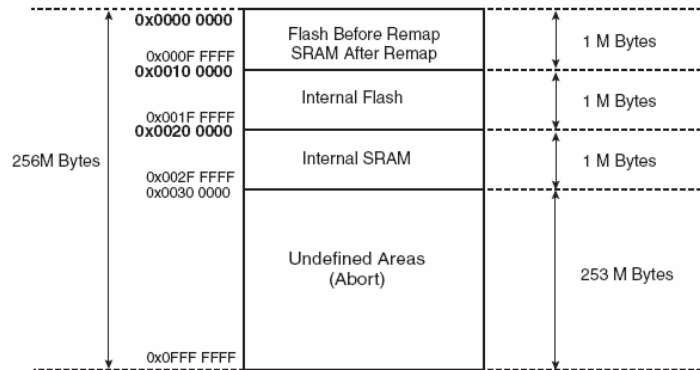 0x0000 0000
Flash Before Remap
SRAM After Remap
1 M Bytes
0x000F FFFF
0x0010 0000
Internal Flash
1 M Bytes
0x001F FFFF
0x0020 0000
256M Bytes
Internal SRAM
1 M Bytes
0x002F FFFF
0x0030 0000
Undefined Areas
(Abort)
253 M Bytes
0x0FFF FFFF